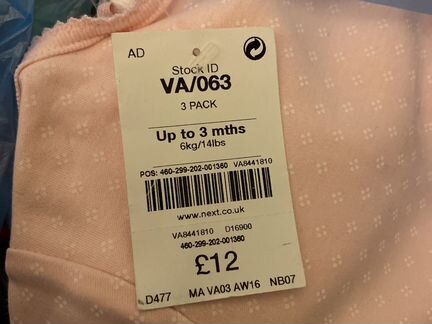 AD
Stock ID
VA/063
3 PACK
Up to 3 mths
6kg/14lbs
POS: 460-299-202-001360 VA8441810
www.next.co.uk
VA8441810 D16900
460-299-202-001360
£12
D477 MA VA03 AW16 NB07